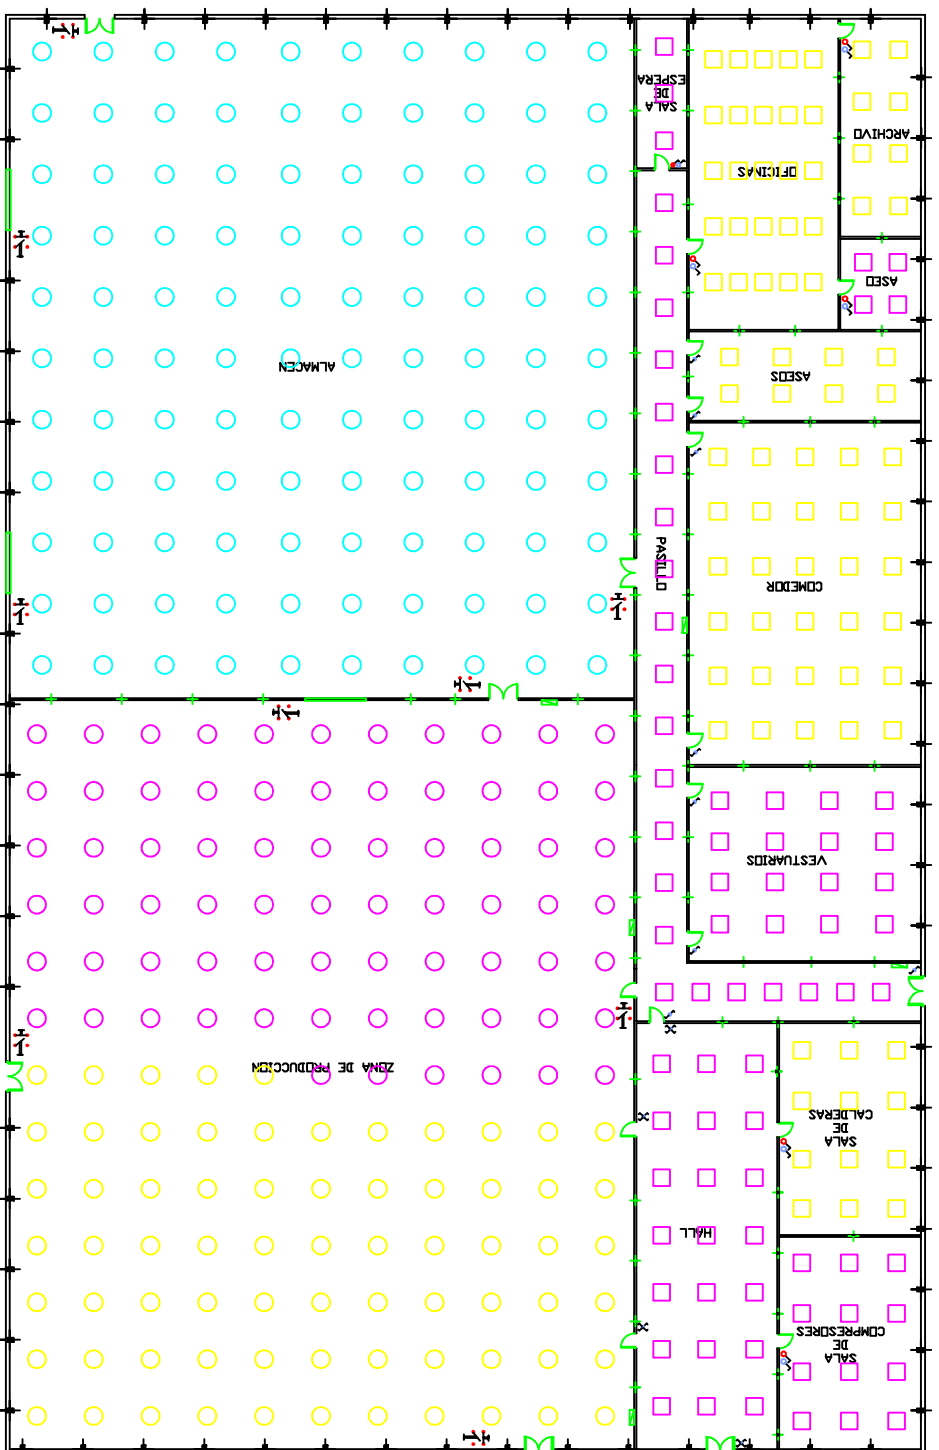 SALA
DE
ESPERA
OFICINAS
ARCHIVO
ASEO
ALMACEN
ASEOS
PASILLO
COMEDOR
VESTUARIOS
ZONA DE PRODUCCION
SALA
DE
CALDERAS
HALL
SALA
DE
COMPRESORES